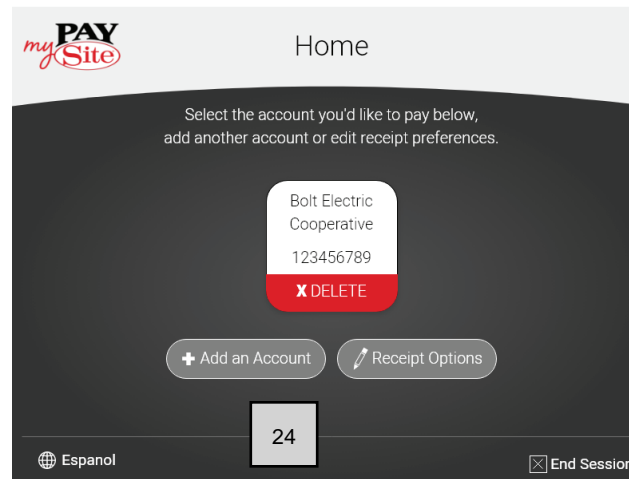 my PAY
Site
Home
Select the account you'd like to pay below,
add another account or edit receipt preferences.
Bolt Electric
Cooperative
123456789
X DELETE
+ Add an Account
Receipt Options
24
Espanol
End Session